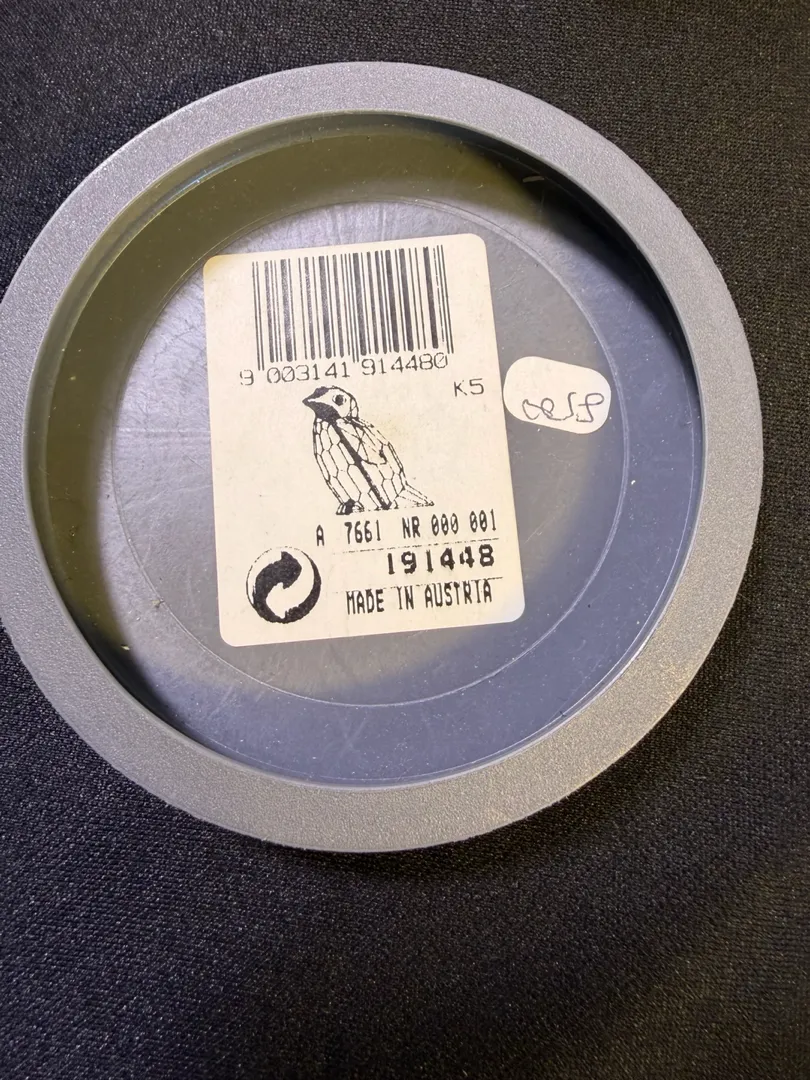 9 003141 914480
K5
A 7661 NR 000 001
191448
MADE IN AUSTRIA